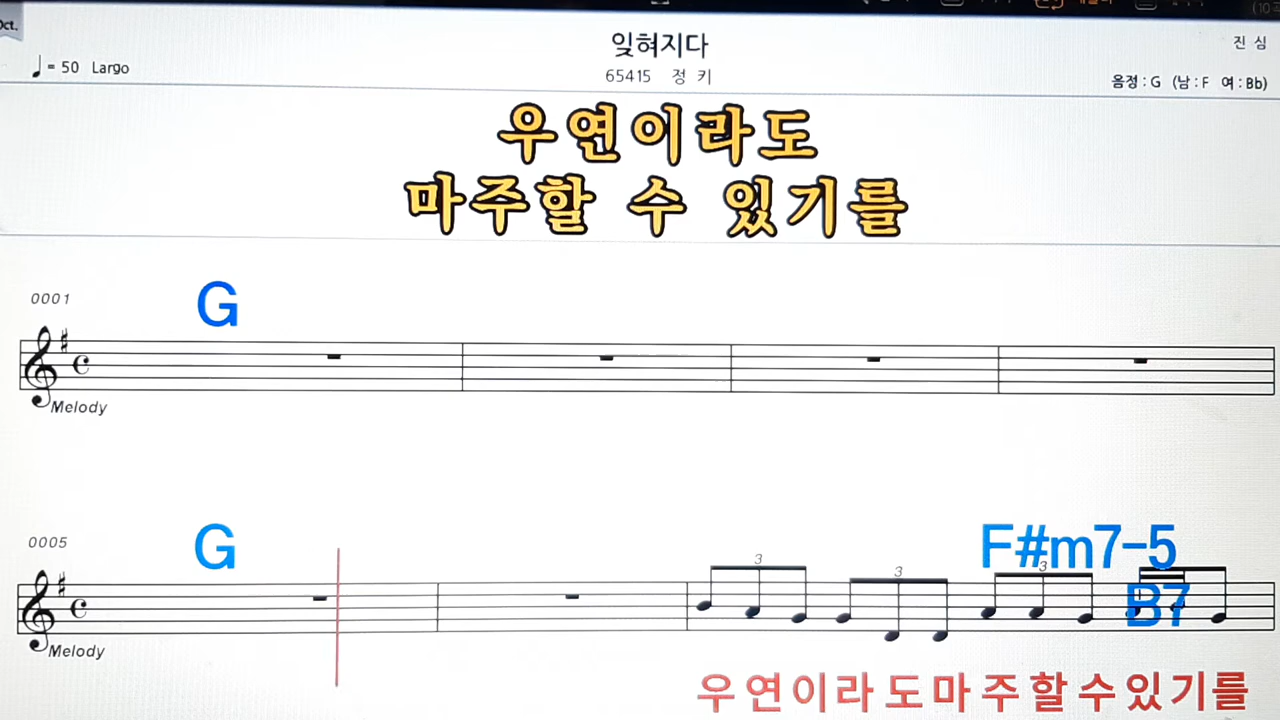 Oct.
잊혀지다
진 심
♩= 50 Largo
65415 정 키
음정 : G (남 : F 여 : Bb)
우연이라도
마주할 수 있기를
0001
G
Melody
0005
G
F#m7-5
3
3
3
B7
Melody
우연이라도마주할수있기를